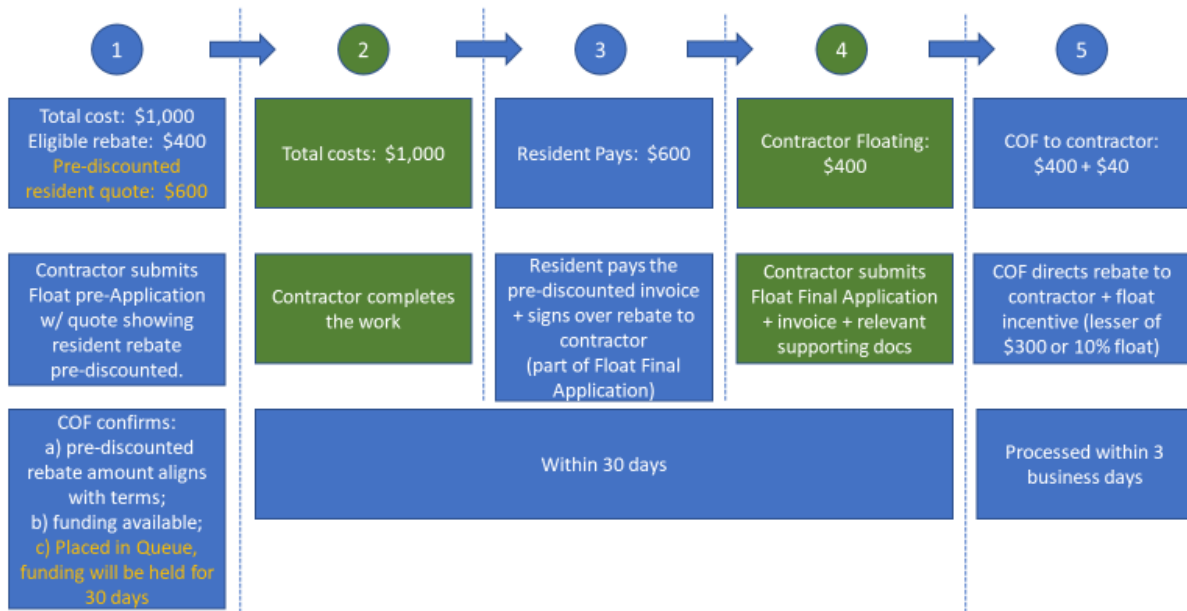 1
2
3
4
5
Total cost: $1,000
Eligible rebate: $400
Pre-discounted
resident quote: $600
Total costs: $1,000
Resident Pays: $600
Contractor Floating:
$400
COF to contractor:
$400 + $40
Contractor submits
Float pre-Application
w/ quote showing
resident rebate
pre-discounted.
Contractor completes
the work
Resident pays the
pre-discounted invoice
+ signs over rebate to
contractor
(part of Float Final
Application)
Contractor submits
Float Final Application
+ invoice + relevant
supporting docs
COF directs rebate to
contractor + float
incentive (lesser of
$300 or 10% float)
COF confirms:
a) pre-discounted
rebate amount aligns
with terms;
b) funding available;
c) Placed in Queue,
funding will be held for
30 days
Within 30 days
Processed within 3
business days